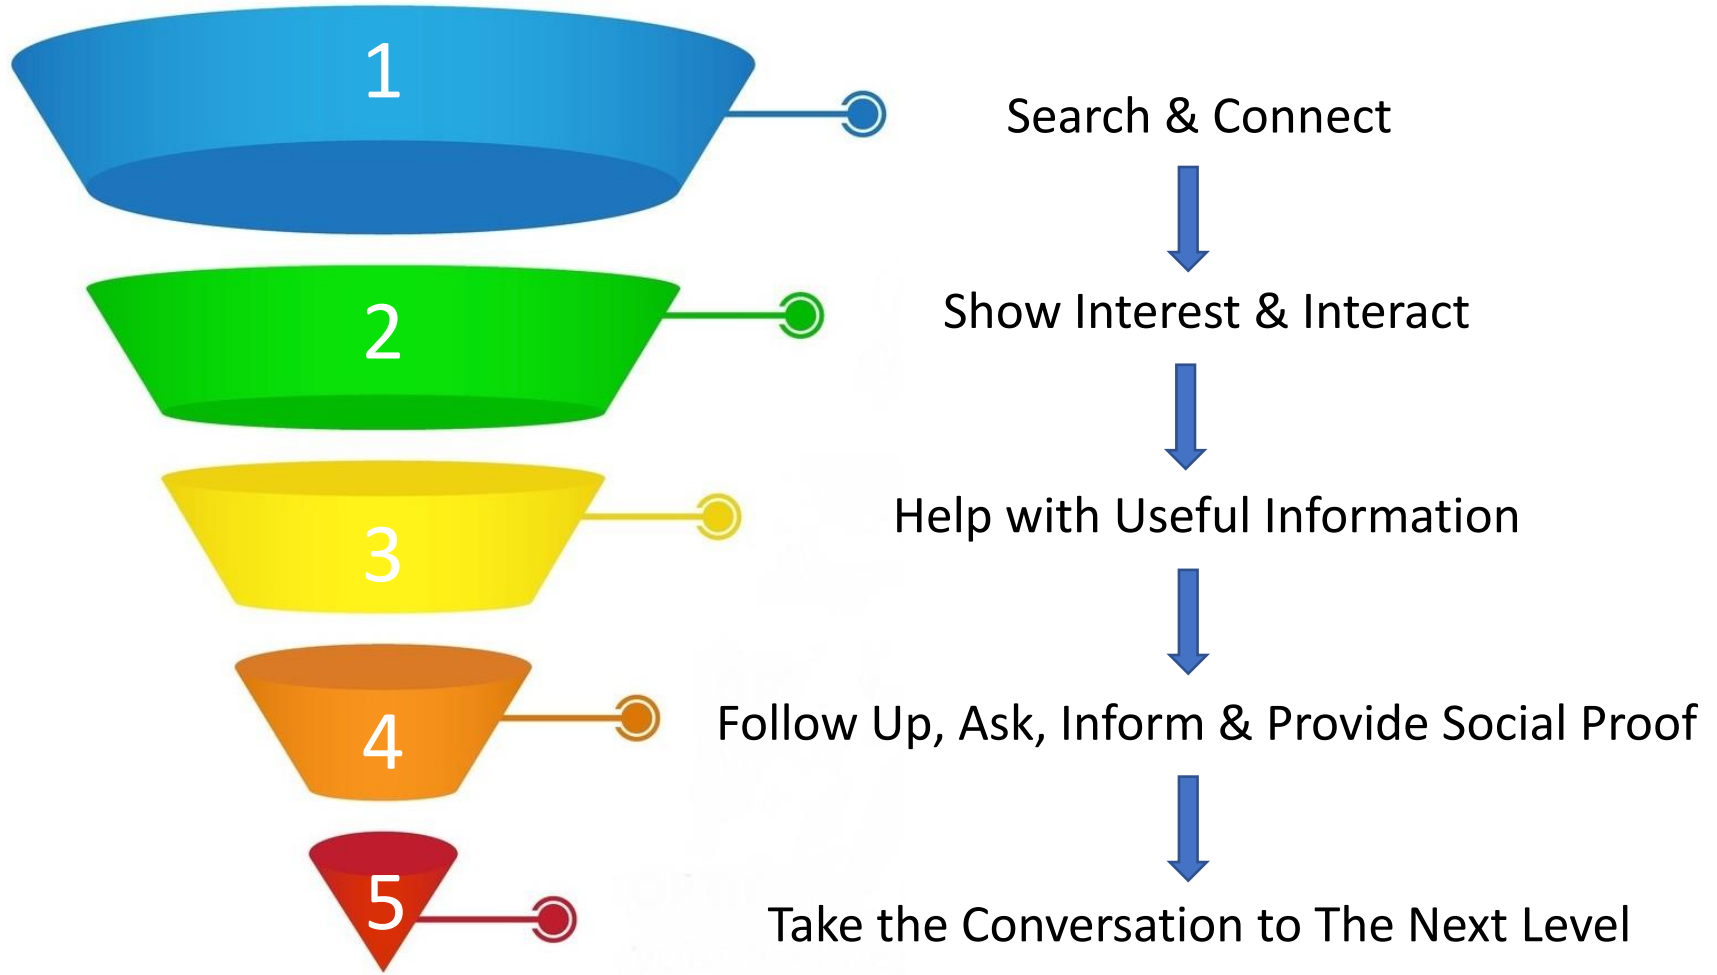 1
Search & Connect
2
Show Interest & Interact
3
Help with Useful Information
4
Follow Up, Ask, Inform & Provide Social Proof
5
Take the Conversation to The Next Level